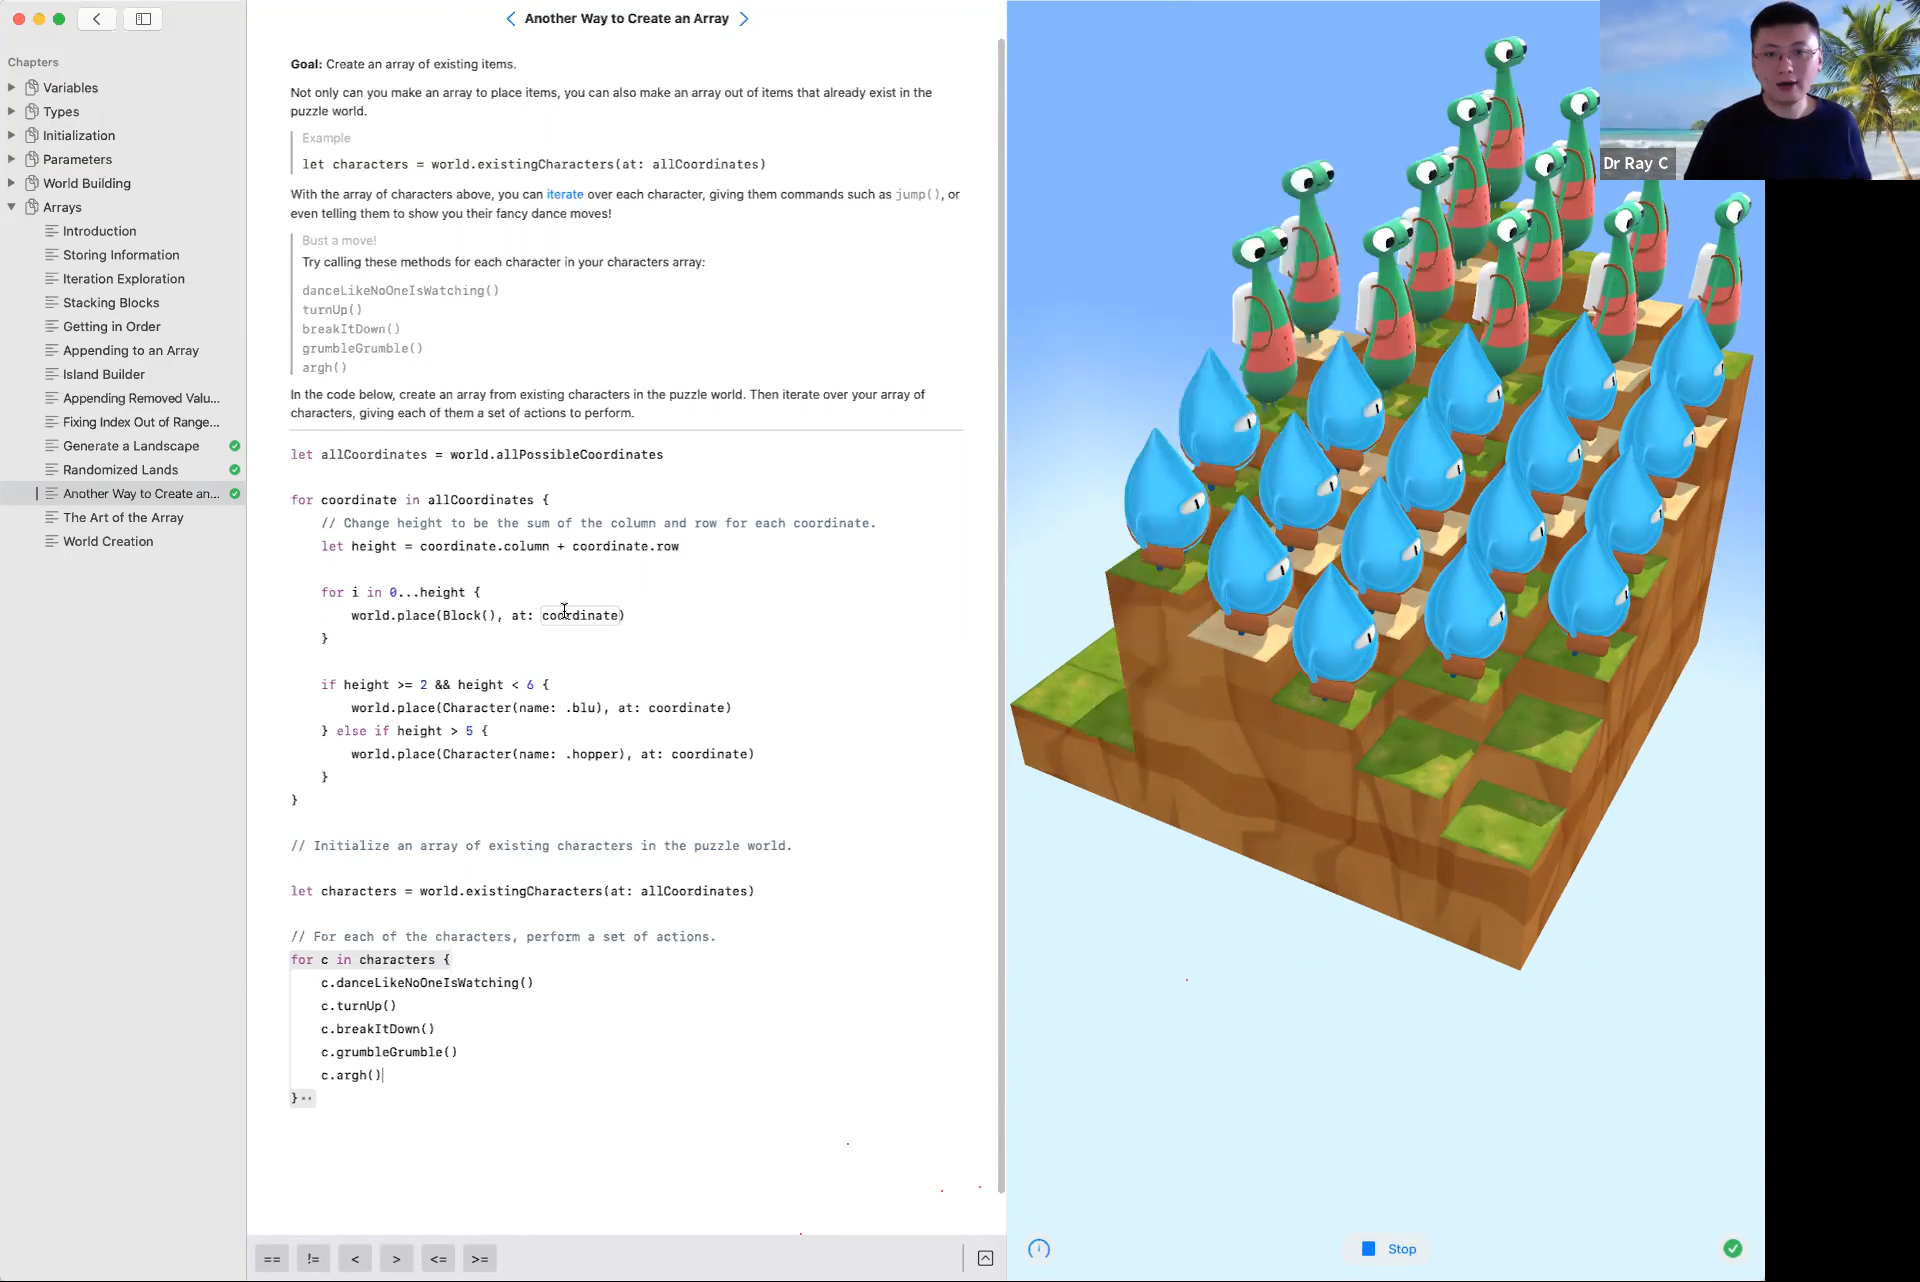 Another Way to Create an Array
Chapters
Variables
Types
Initialization
Parameters
World Building
Arrays
Introduction
Storing Information
Iteration Exploration
Stacking Blocks
Getting in Order
Appending to an Array
Island Builder
Appending Removed Valu...
Fixing Index Out of Range...
Generate a Landscape
Randomized Lands
Another Way to Create an...
The Art of the Array
World Creation
Goal: Create an array of existing items.
Not only can you make an array to place items, you can also make an array out of items that already exist in the
puzzle world.
Example
let characters = world.existingCharacters(at: allCoordinates)
With the array of characters above, you can iterate over each character, giving them commands such as jump(), or
even telling them to show you their fancy dance moves!
Bust a move!
Try calling these methods for each character in your characters array:
danceLikeNoOneIsWatching()
turnUp()
breakItDown()
grumbleGrumble()
argh()
In the code below, create an array from existing characters in the puzzle world. Then iterate over your array of
characters, giving each of them a set of actions to perform.
let allCoordinates = world.allPossibleCoordinates
for coordinate in allCoordinates {
// Change height to be the sum of the column and row for each coordinate.
let height = coordinate.column + coordinate.row
for i in 0...height {
world.place(Block(), at: coordinate)
}
if height >= 2 && height < 6 {
world.place(Character(name: .blu), at: coordinate)
} else if height > 5 {
world.place(Character(name: .hopper), at: coordinate)
}
}
// Initialize an array of existing characters in the puzzle world.
let characters = world.existingCharacters(at: allCoordinates)
// For each of the characters, perform a set of actions.
for c in characters {
c.danceLikeNoOneIsWatching()
c.turnUp()
c.breakItDown()
c.grumbleGrumble()
c.argh()
}
== != < > <= >=
Dr Ray C
Stop